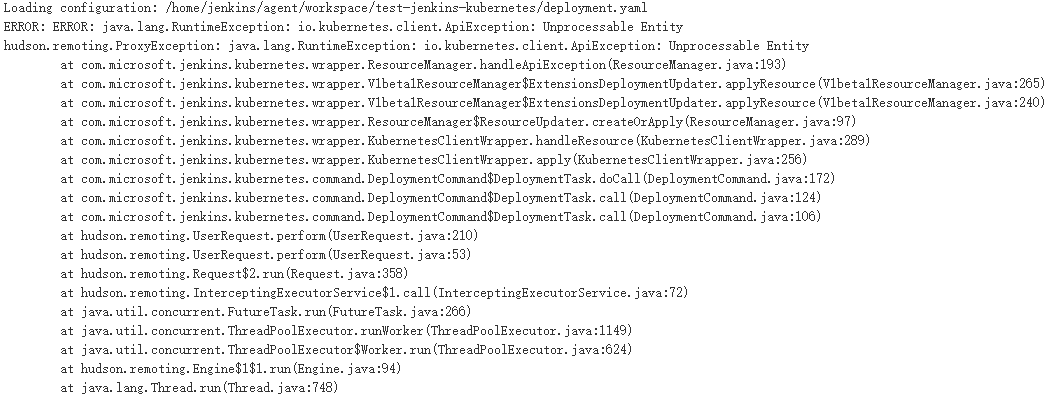 Loading configuration: /home/jenkins/agent/workspace/test-jenkins-kubernetes/deployment.yaml
ERROR: ERROR: java.lang.RuntimeException: io.kubernetes.client.ApiException: Unprocessable Entity
hudson.remoting.ProxyException: java.lang.RuntimeException: io.kubernetes.client.ApiException: Unprocessable Entity
at com.microsoft.jenkins.kubernetes.wrapper.ResourceManager.handleApiException(ResourceManager.java:193)
at com.microsoft.jenkins.kubernetes.wrapper.V1beta1ResourceManager$ExtensionsDeploymentUpdater.applyResource(V1beta1ResourceManager.java:265)
at com.microsoft.jenkins.kubernetes.wrapper.V1beta1ResourceManager$ExtensionsDeploymentUpdater.applyResource(V1beta1ResourceManager.java:240)
at com.microsoft.jenkins.kubernetes.wrapper.ResourceManager$ResourceUpdater.createOrApply(ResourceManager.java:97)
at com.microsoft.jenkins.kubernetes.wrapper.KubernetesClientWrapper.handleResource(KubernetesClientWrapper.java:289)
at com.microsoft.jenkins.kubernetes.wrapper.KubernetesClientWrapper.apply(KubernetesClientWrapper.java:256)
at com.microsoft.jenkins.kubernetes.command.DeploymentCommand$DeploymentTask.doCall(DeploymentCommand.java:172)
at com.microsoft.jenkins.kubernetes.command.DeploymentCommand$DeploymentTask.call(DeploymentCommand.java:124)
at com.microsoft.jenkins.kubernetes.command.DeploymentCommand$DeploymentTask.call(DeploymentCommand.java:106)
at hudson.remoting.UserRequest.perform(UserRequest.java:210)
at hudson.remoting.UserRequest.perform(UserRequest.java:53)
at hudson.remoting.Request$2.run(Request.java:358)
at hudson.remoting.InterceptingExecutorService$1.call(InterceptingExecutorService.java:72)
at java.util.concurrent.FutureTask.run(FutureTask.java:266)
at java.util.concurrent.ThreadPoolExecutor.runWorker(ThreadPoolExecutor.java:1149)
at java.util.concurrent.ThreadPoolExecutor$Worker.run(ThreadPoolExecutor.java:624)
at hudson.remoting.Engine$1$1.run(Engine.java:94)
at java.lang.Thread.run(Thread.java:748)